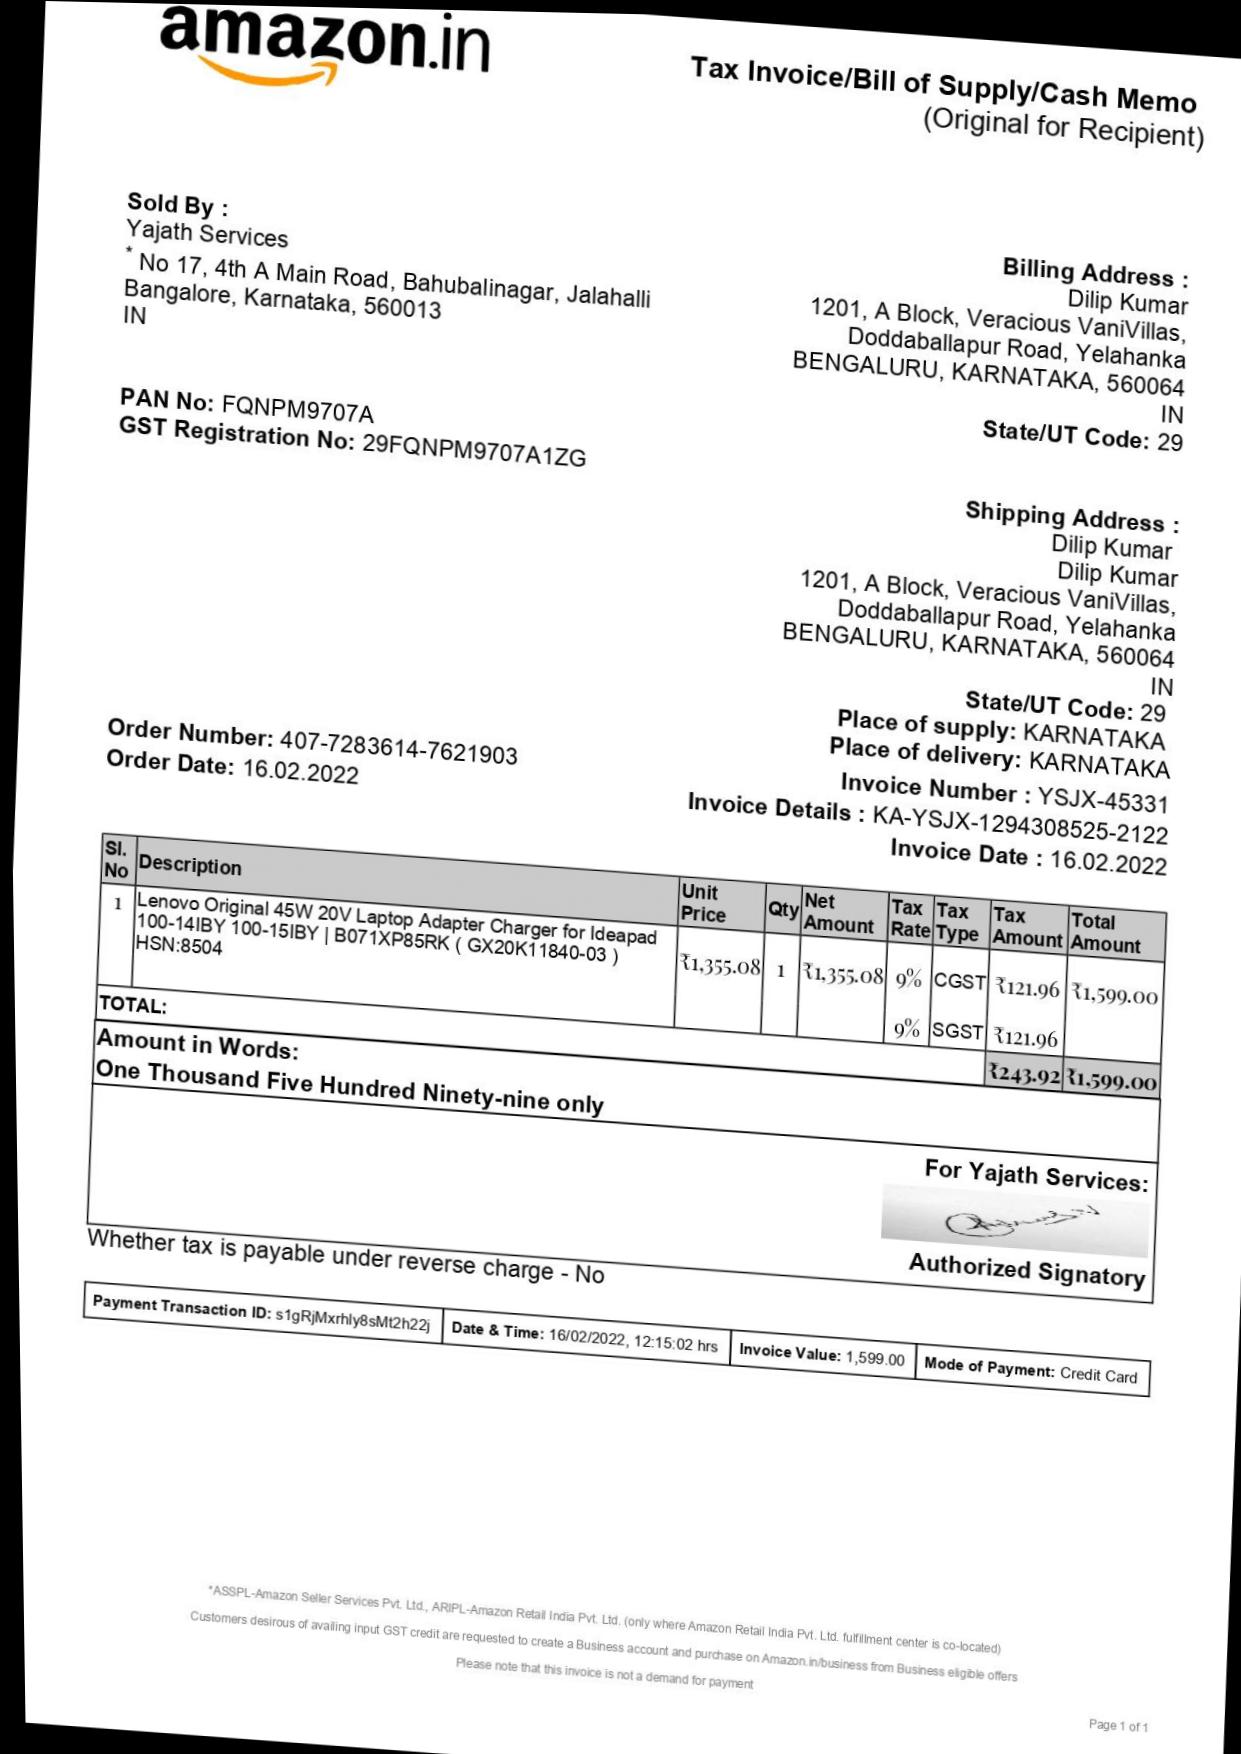 amazon.in
Tax Invoice/Bill of Supply/Cash Memo
(Original for Recipient)
Sold By :
Yajath Services
* No 17, 4th A Main Road, Bahubalinagar, Jalahalli
Bangalore, Karnataka, 560013
IN
PAN No: FQNPM9707A
GST Registration No: 29FQNPM9707A1ZG
Billing Address :
Dilip Kumar
1201, A Block, Veracious VaniVillas,
Doddaballapur Road, Yelahanka
BENGALURU, KARNATAKA, 560064
IN
State/UT Code: 29
Shipping Address :
Dilip Kumar
Dilip Kumar
1201, A Block, Veracious VaniVillas,
Doddaballapur Road, Yelahanka
BENGALURU, KARNATAKA, 560064
IN
State/UT Code: 29
Place of supply: KARNATAKA
Place of delivery: KARNATAKA
Order Number: 407-7283614-7621903
Order Date: 16.02.2022
Invoice Number : YSJX-45331
Invoice Details : KA-YSJX-1294308525-2122
Invoice Date : 16.02.2022
Sl. No Description Unit Price Qty Net Amount Tax Rate Tax Type Tax Amount Total Amount
1 Lenovo Original 45W 20V Laptop Adapter Charger for Ideapad
100-14IBY 100-15IBY | B071XP85RK ( GX20K11840-03 )
HSN:8504
₹1,355.08 1 ₹1,355.08 9% CGST ₹121.96 ₹1,599.00
9% SGST ₹121.96
TOTAL: ₹243.92 ₹1,599.00
Amount in Words:
One Thousand Five Hundred Ninety-nine only
For Yajath Services:
Authorized Signatory
Whether tax is payable under reverse charge - No
Payment Transaction ID: s1gRjMxrhly8sMt2h22j Date & Time: 16/02/2022, 12:15:02 hrs Invoice Value: 1,599.00 Mode of Payment: Credit Card
*ASSPL-Amazon Seller Services Pvt. Ltd., ARIPL-Amazon Retail India Pvt. Ltd. (only where Amazon Retail India Pvt. Ltd. fulfillment center is co-located)
Customers desirous of availing input GST credit are requested to create a Business account and purchase on Amazon.in/business from Business eligible offers
Please note that this invoice is not a demand for payment
Page 1 of 1